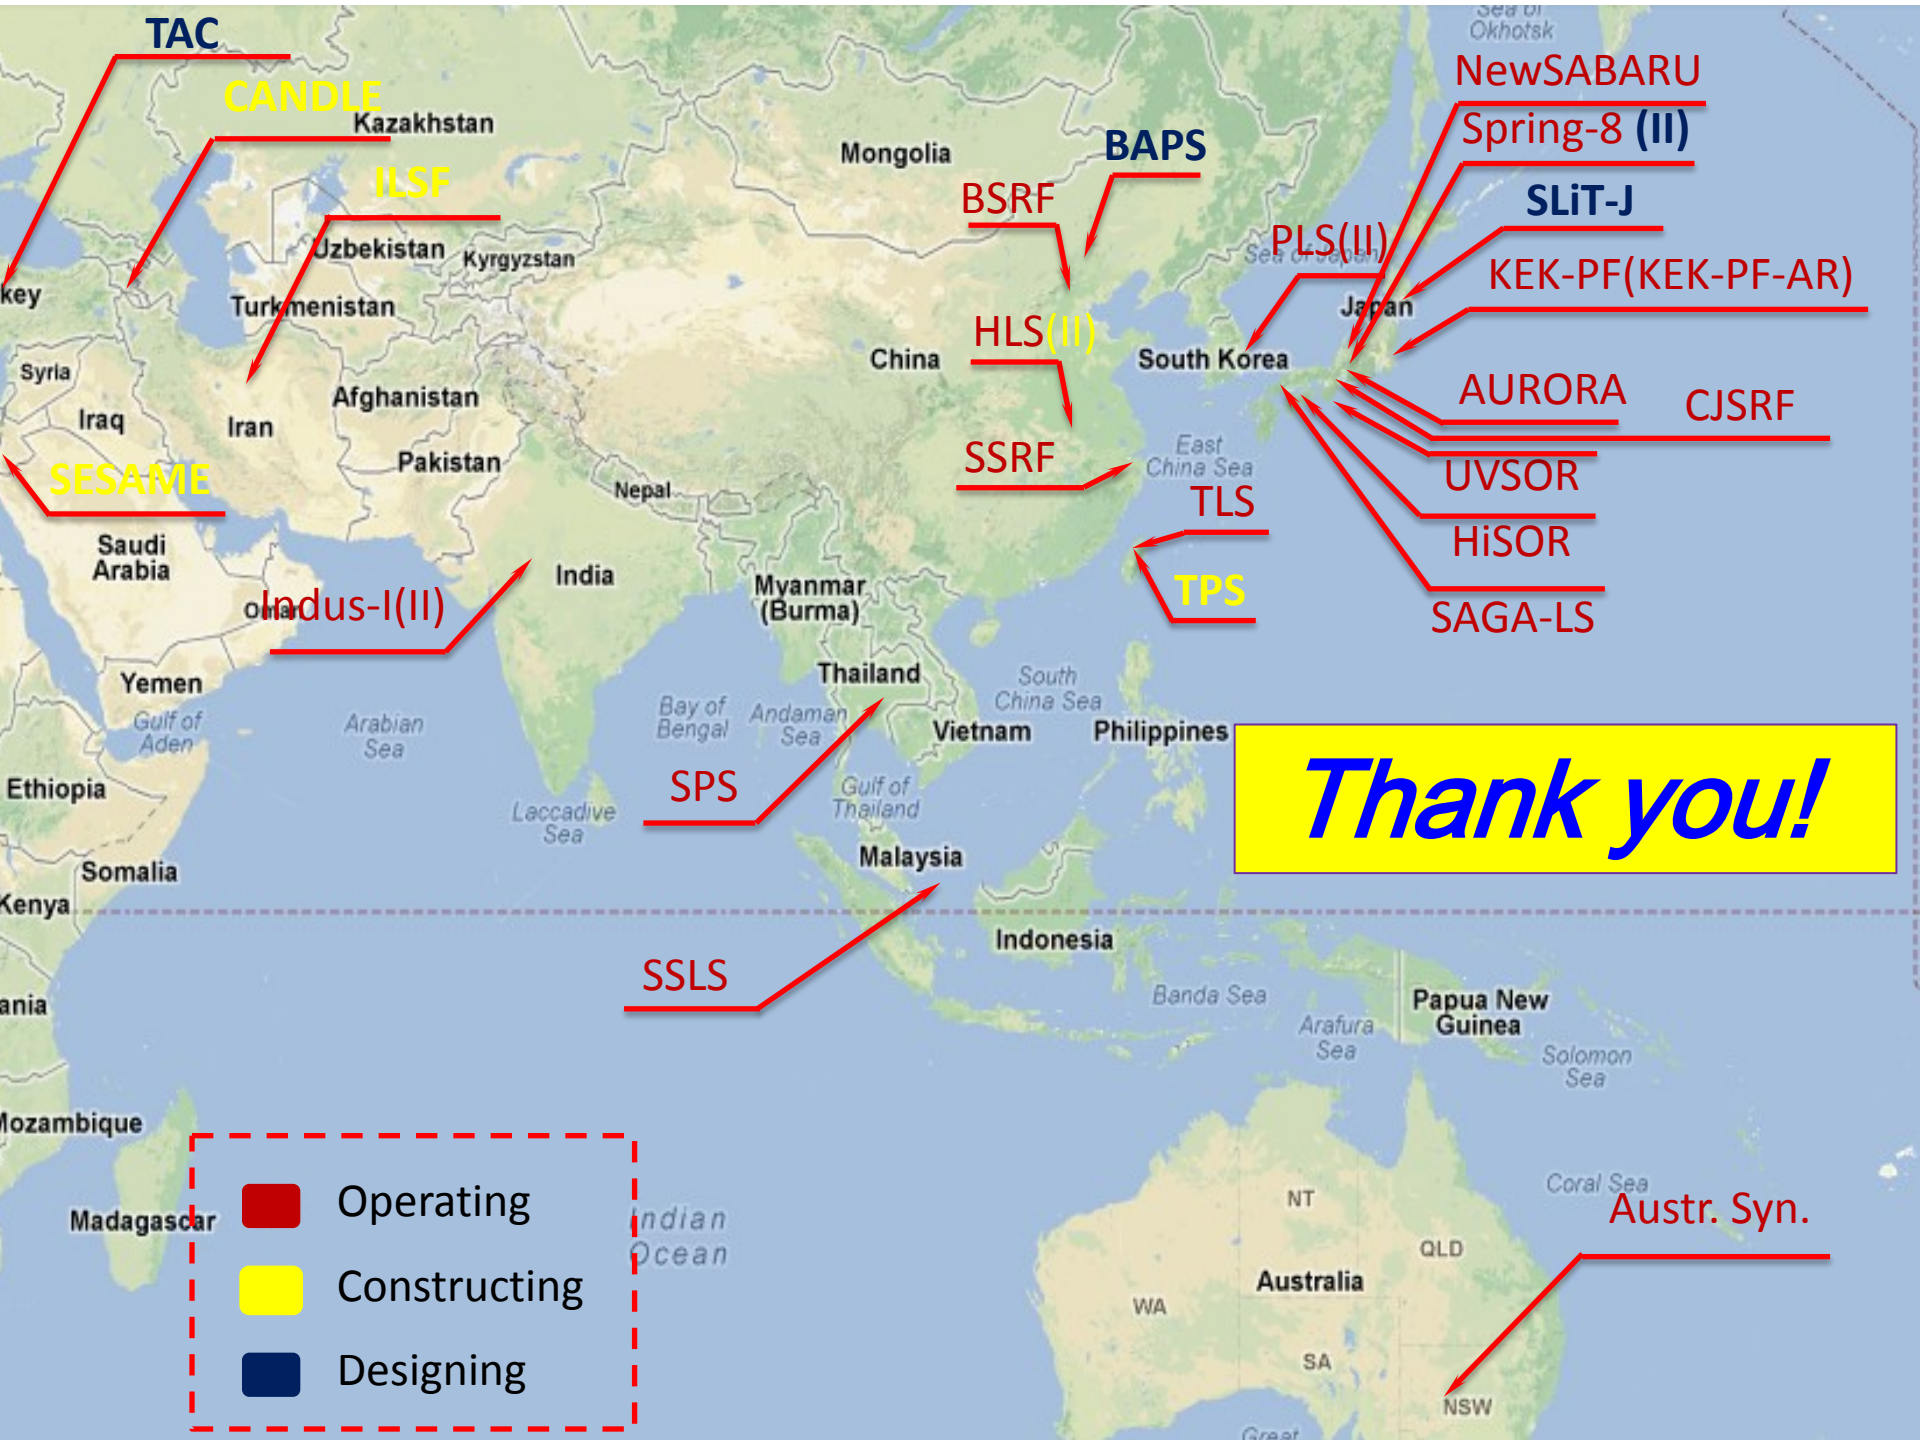 TAC
CANDLE
ILSF
Kazakhstan
Mongolia
BAPS
BSRF
Sea of
Okhotsk
NewSABARU
Spring-8 (II)
SLiT-J
PLS(II)
Sea of Japan
KEK-PF(KEK-PF-AR)
Japan
Uzbekistan
Kyrgyzstan
Turkmenistan
key
HLS(II)
China
South Korea
Syria
Iraq
Iran
Afghanistan
Pakistan
AURORA
CJSRF
SSRF
East
China Sea
UVSOR
SESAME
Nepal
TLS
HiSOR
Saudi
Arabia
India
Myanmar
(Burma)
TPS
Oman
Indus-I(II)
SAGA-LS
Yemen
Thailand
South
China Sea
Gulf of
Aden
Arabian
Sea
Bay of
Bengal
Andaman
Sea
Vietnam
Philippines
Thank you!
Ethiopia
SPS
Gulf of
Thailand
Laccadive
Sea
Malaysia
Somalia
Kenya
Indonesia
SSLS
Banda Sea
Papua New
Guinea
ania
Arafura
Sea
Solomon
Sea
Mozambique
Madagascar
Operating
Constructing
Designing
Indian
Ocean
Coral Sea
Austr. Syn.
NT
QLD
Australia
WA
SA
NSW
Great